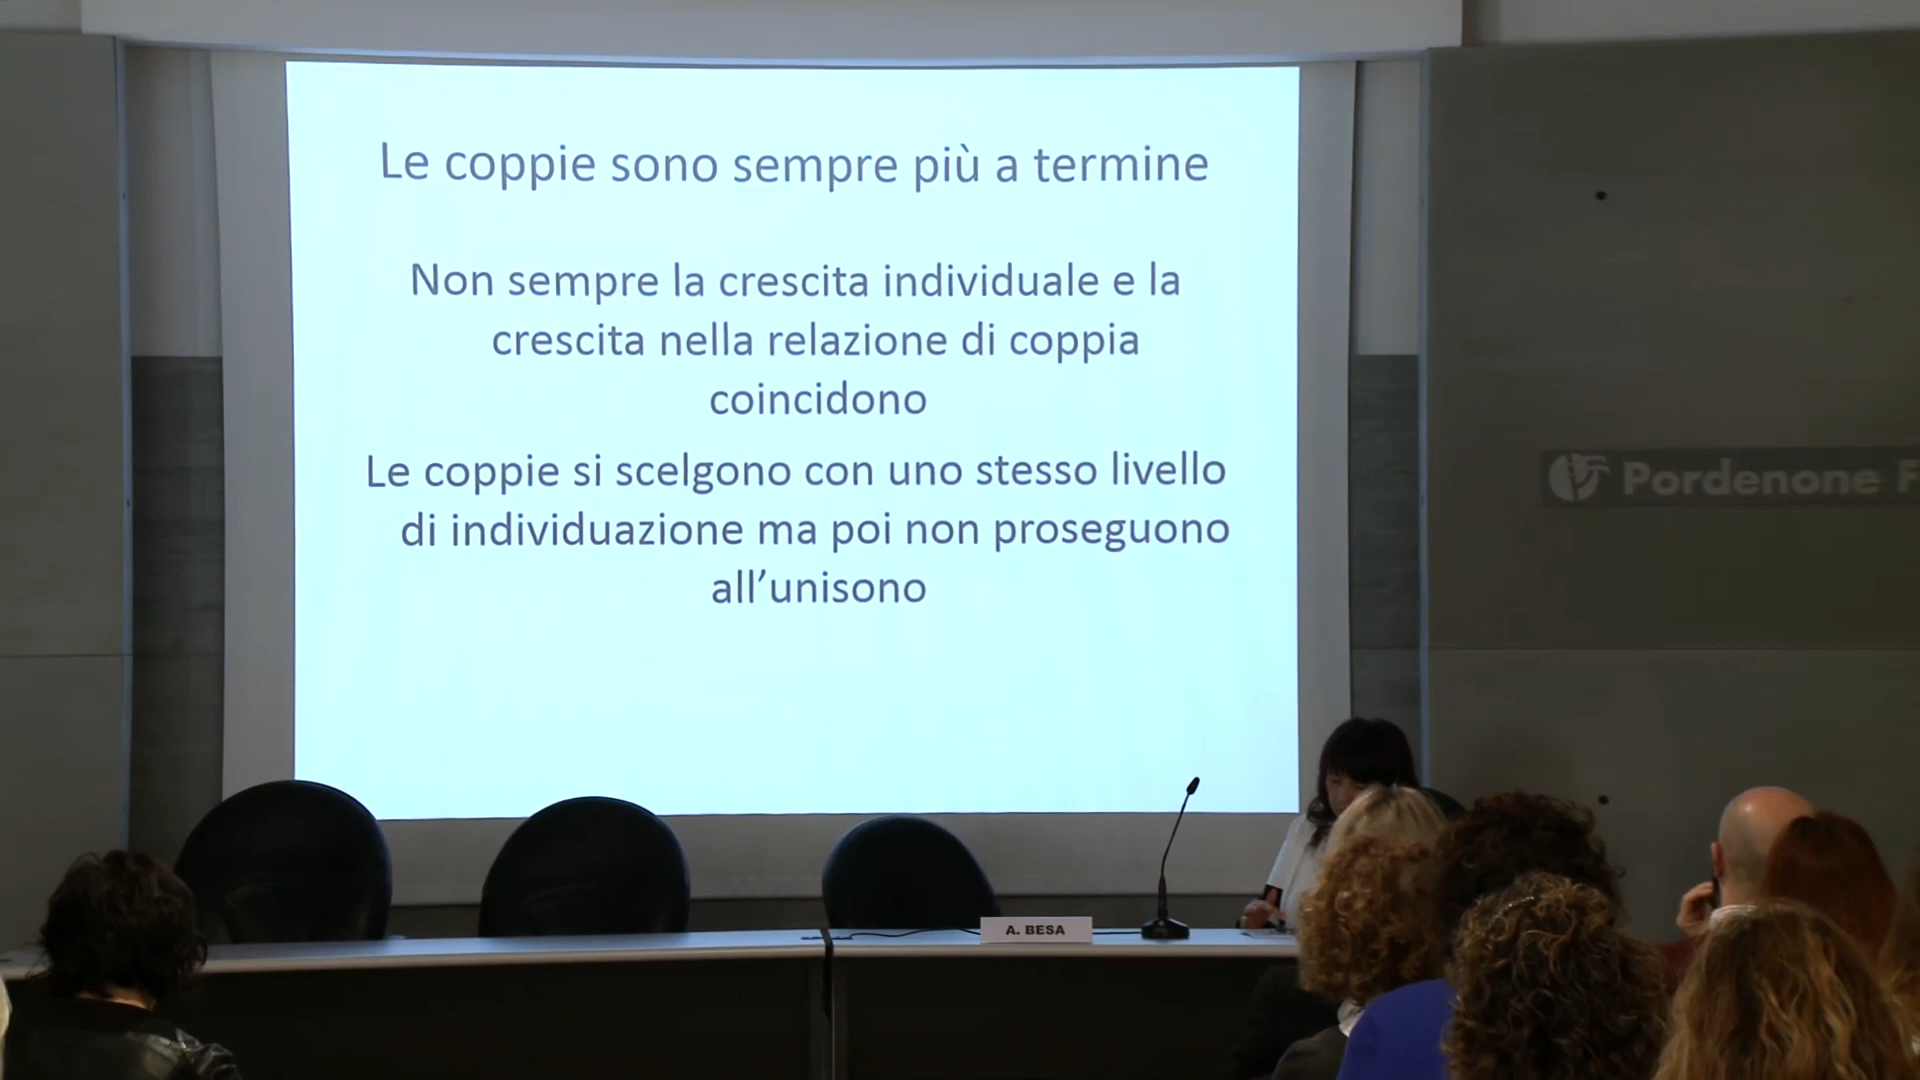 Le coppie sono sempre più a termine
Non sempre la crescita individuale e la
crescita nella relazione di coppia
coincidono
Le coppie si scelgono con uno stesso livello
di individuazione ma poi non proseguono
all’unisono
Pordenone F
A. BESA